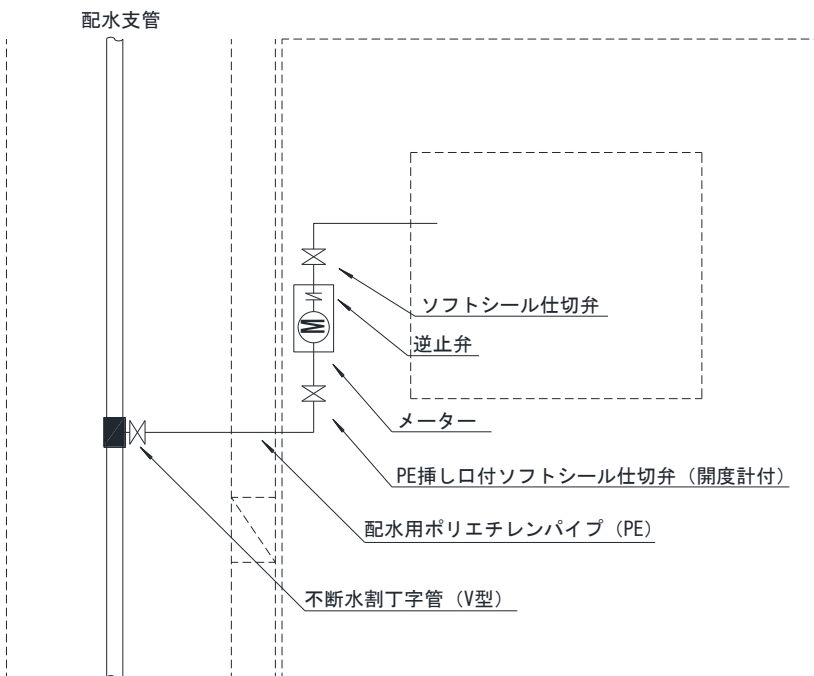 配水支管
ソフトシール仕切弁
逆止弁
M
メーター
PE挿し口付ソフトシール仕切弁（開度計付）
配水用ポリエチレンパイプ（PE）
不断水割丁字管（V型）